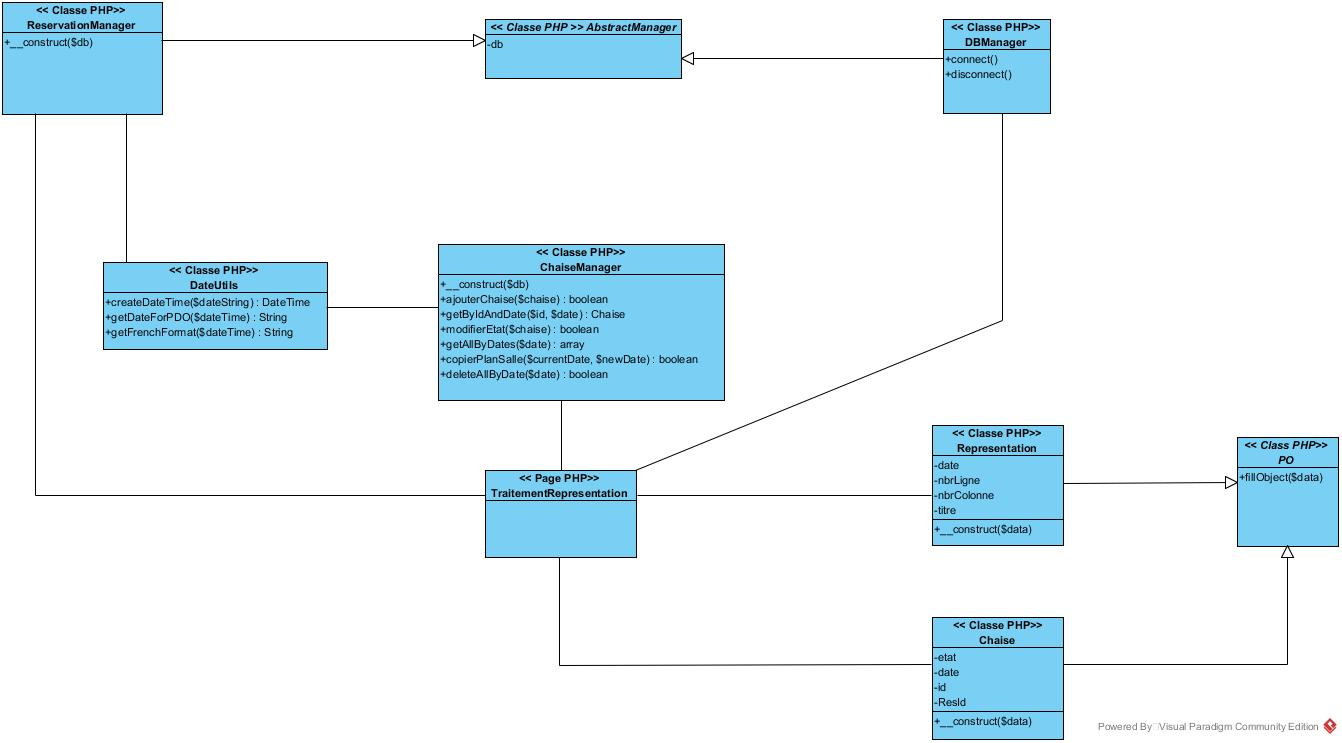 << Classe PHP>>
ReservationManager
+__construct($db)
<< Classe PHP >> AbstractManager
-db
<< Classe PHP>>
DBManager
+connect()
+disconnect()
<< Classe PHP>>
DateUtils
+createDateTime($dateString) : DateTime
+getDateForPDO($dateTime) : String
+getFrenchFormat($dateTime) : String
<< Classe PHP>>
ChaiseManager
+__construct($db)
+ajouterChaise($chaise) : boolean
+getByIdAndDate($id, $date) : Chaise
+modifierEtat($chaise) : boolean
+getAllByDates($date) : array
+copierPlanSalle($currentDate, $newDate) : boolean
+deleteAllByDate($date) : boolean
<< Page PHP>>
TraitementRepresentation
<< Classe PHP>>
Representation
-date
-nbrLigne
-nbrColonne
-titre
+__construct($data)
<< Class PHP>>
PO
+fillObject($data)
<< Classe PHP>>
Chaise
-etat
-date
-id
-ResId
+__construct($data)
Powered By Visual Paradigm Community Edition